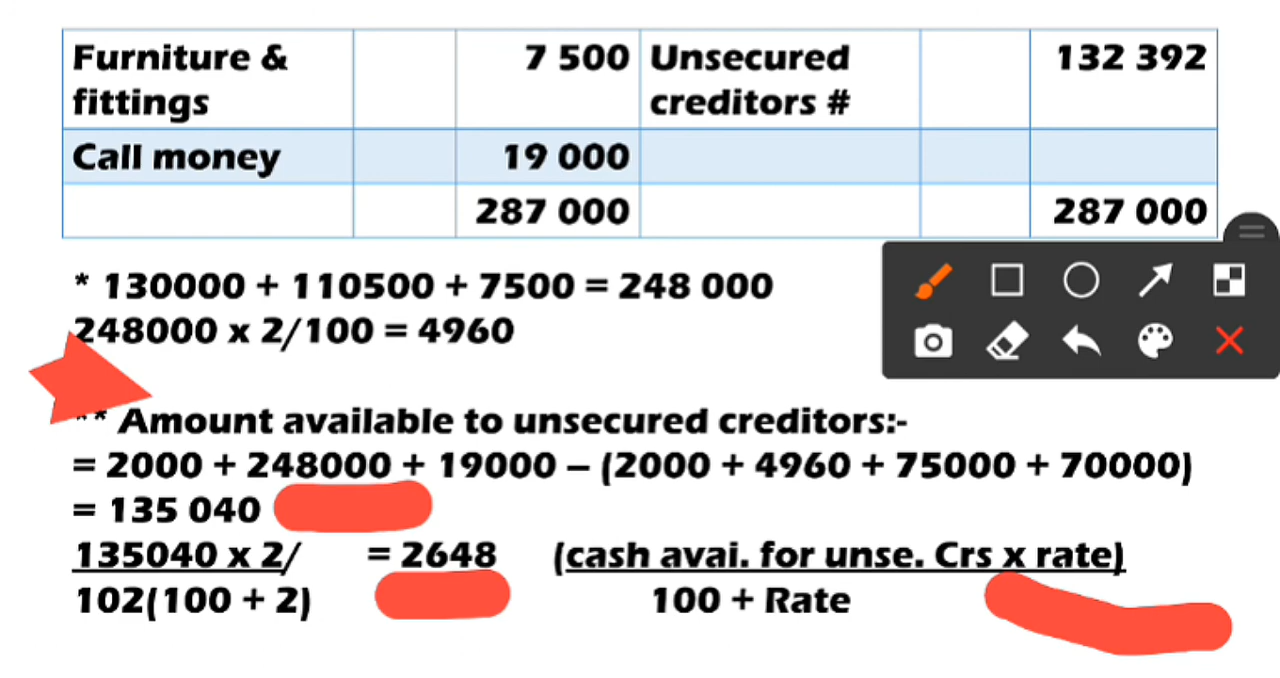 Furniture & 7 500 Unsecured 132 392
fittings creditors #
Call money 19 000
287 000 287 000
* 130000 + 110500 + 7500 = 248 000
248000 x 2/100 = 4960
** Amount available to unsecured creditors:-
= 2000 + 248000 + 19000 – (2000 + 4960 + 75000 + 70000)
= 135 040
135040 x 2/ = 2648 (cash avai. for unse. Crs x rate)
102(100 + 2) 100 + Rate